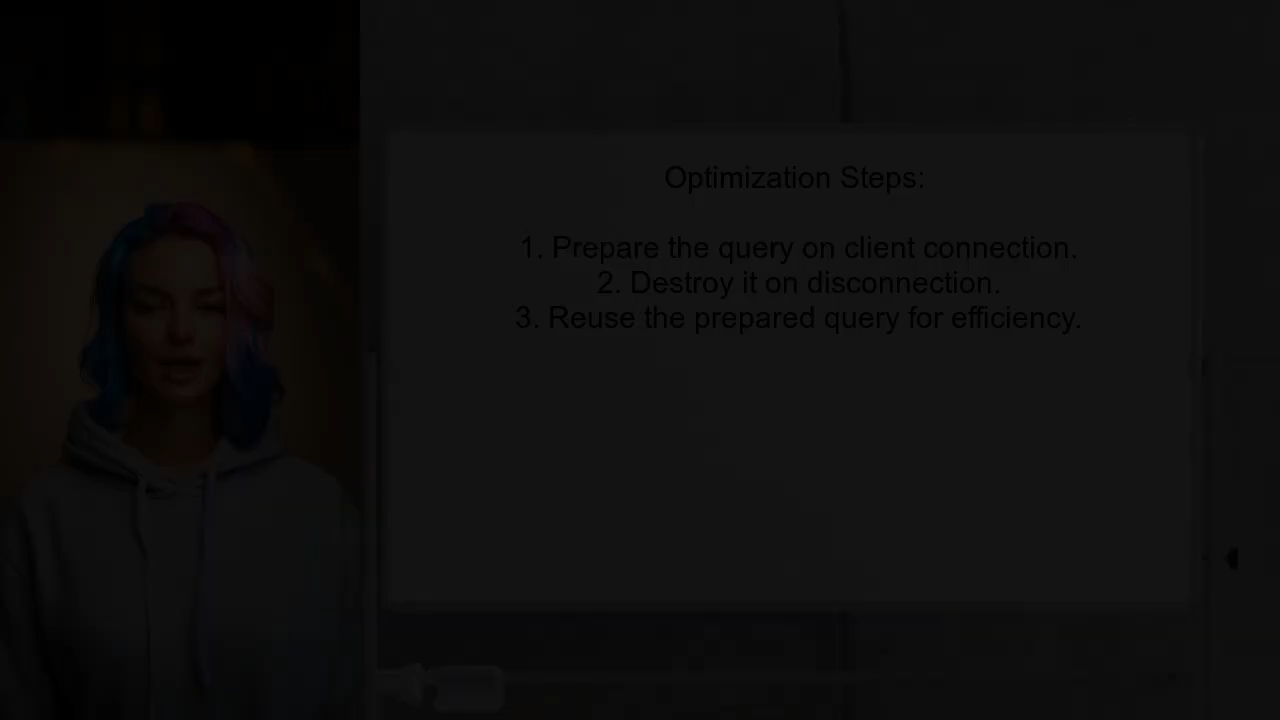 Optimization Steps:
1. Prepare the query on client connection.
2. Destroy it on disconnection.
3. Reuse the prepared query for efficiency.